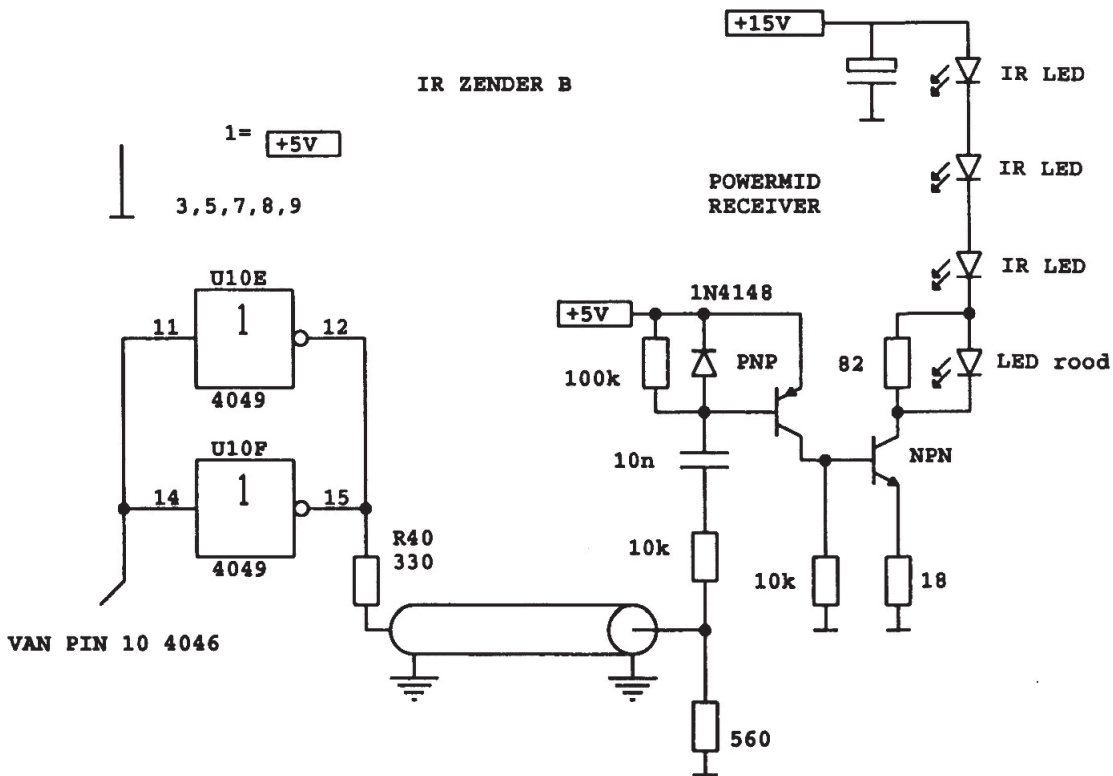 +15V
IR LED
IR ZENDER B
1=
+5V
3,5,7,8,9
POWERMID
RECEIVER
IR LED
IR LED
U10E
11
1
12
4049
1N4148
+5V
100k
PNP
82
LED rood
U10F
14
1
15
4049
10n
NPN
R40
330
10k
10k
18
VAN PIN 10 4046
560